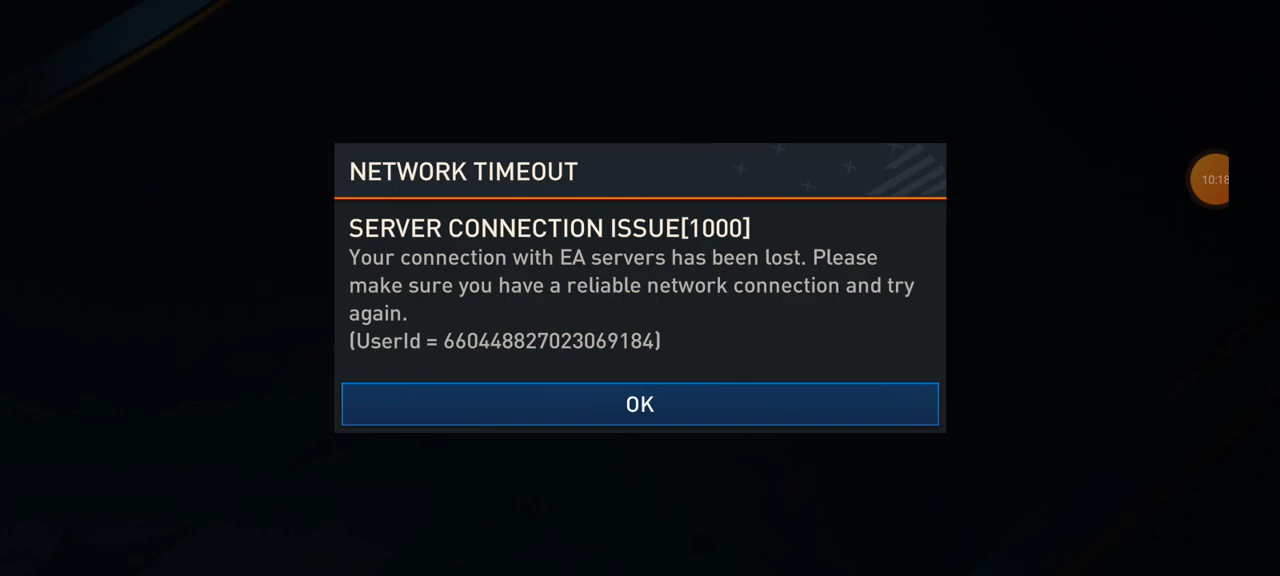 NETWORK TIMEOUT
SERVER CONNECTION ISSUE[1000]
Your connection with EA servers has been lost. Please
make sure you have a reliable network connection and try
again.
(UserId = 660448827023069184)
OK
10:18